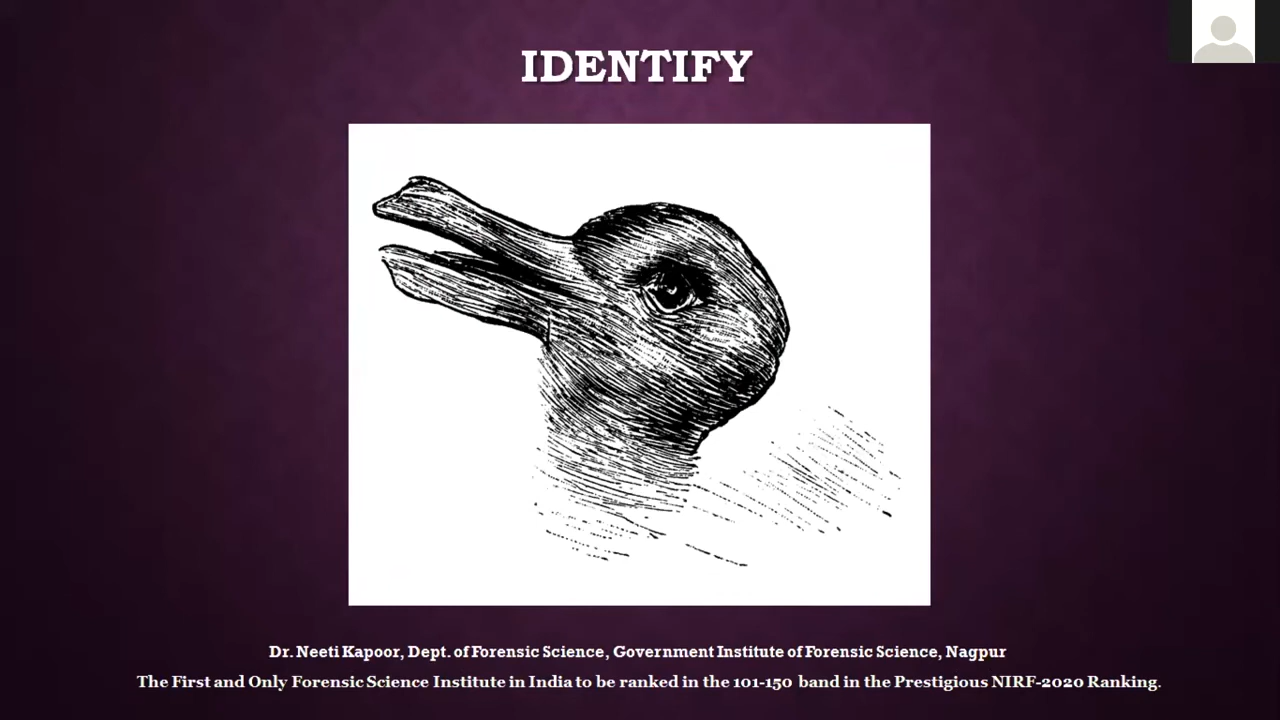 IDENTIFY
Dr. Neeti Kapoor, Dept. of Forensic Science, Government Institute of Forensic Science, Nagpur
The First and Only Forensic Science Institute in India to be ranked in the 101-150 band in the Prestigious NIRF-2020 Ranking.